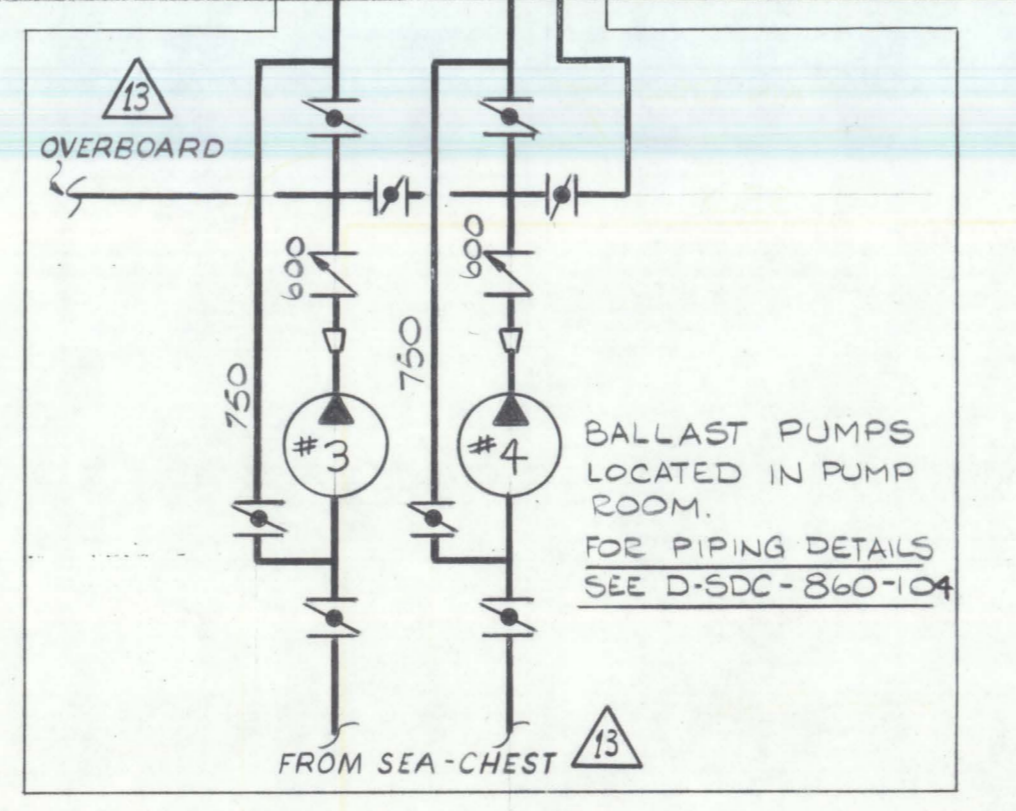 13
OVERBOARD
600
600
750
750
#3
#4
BALLAST PUMPS
LOCATED IN PUMP
ROOM.
FOR PIPING DETAILS
SEE D-SDC-860-104
FROM SEA-CHEST
13